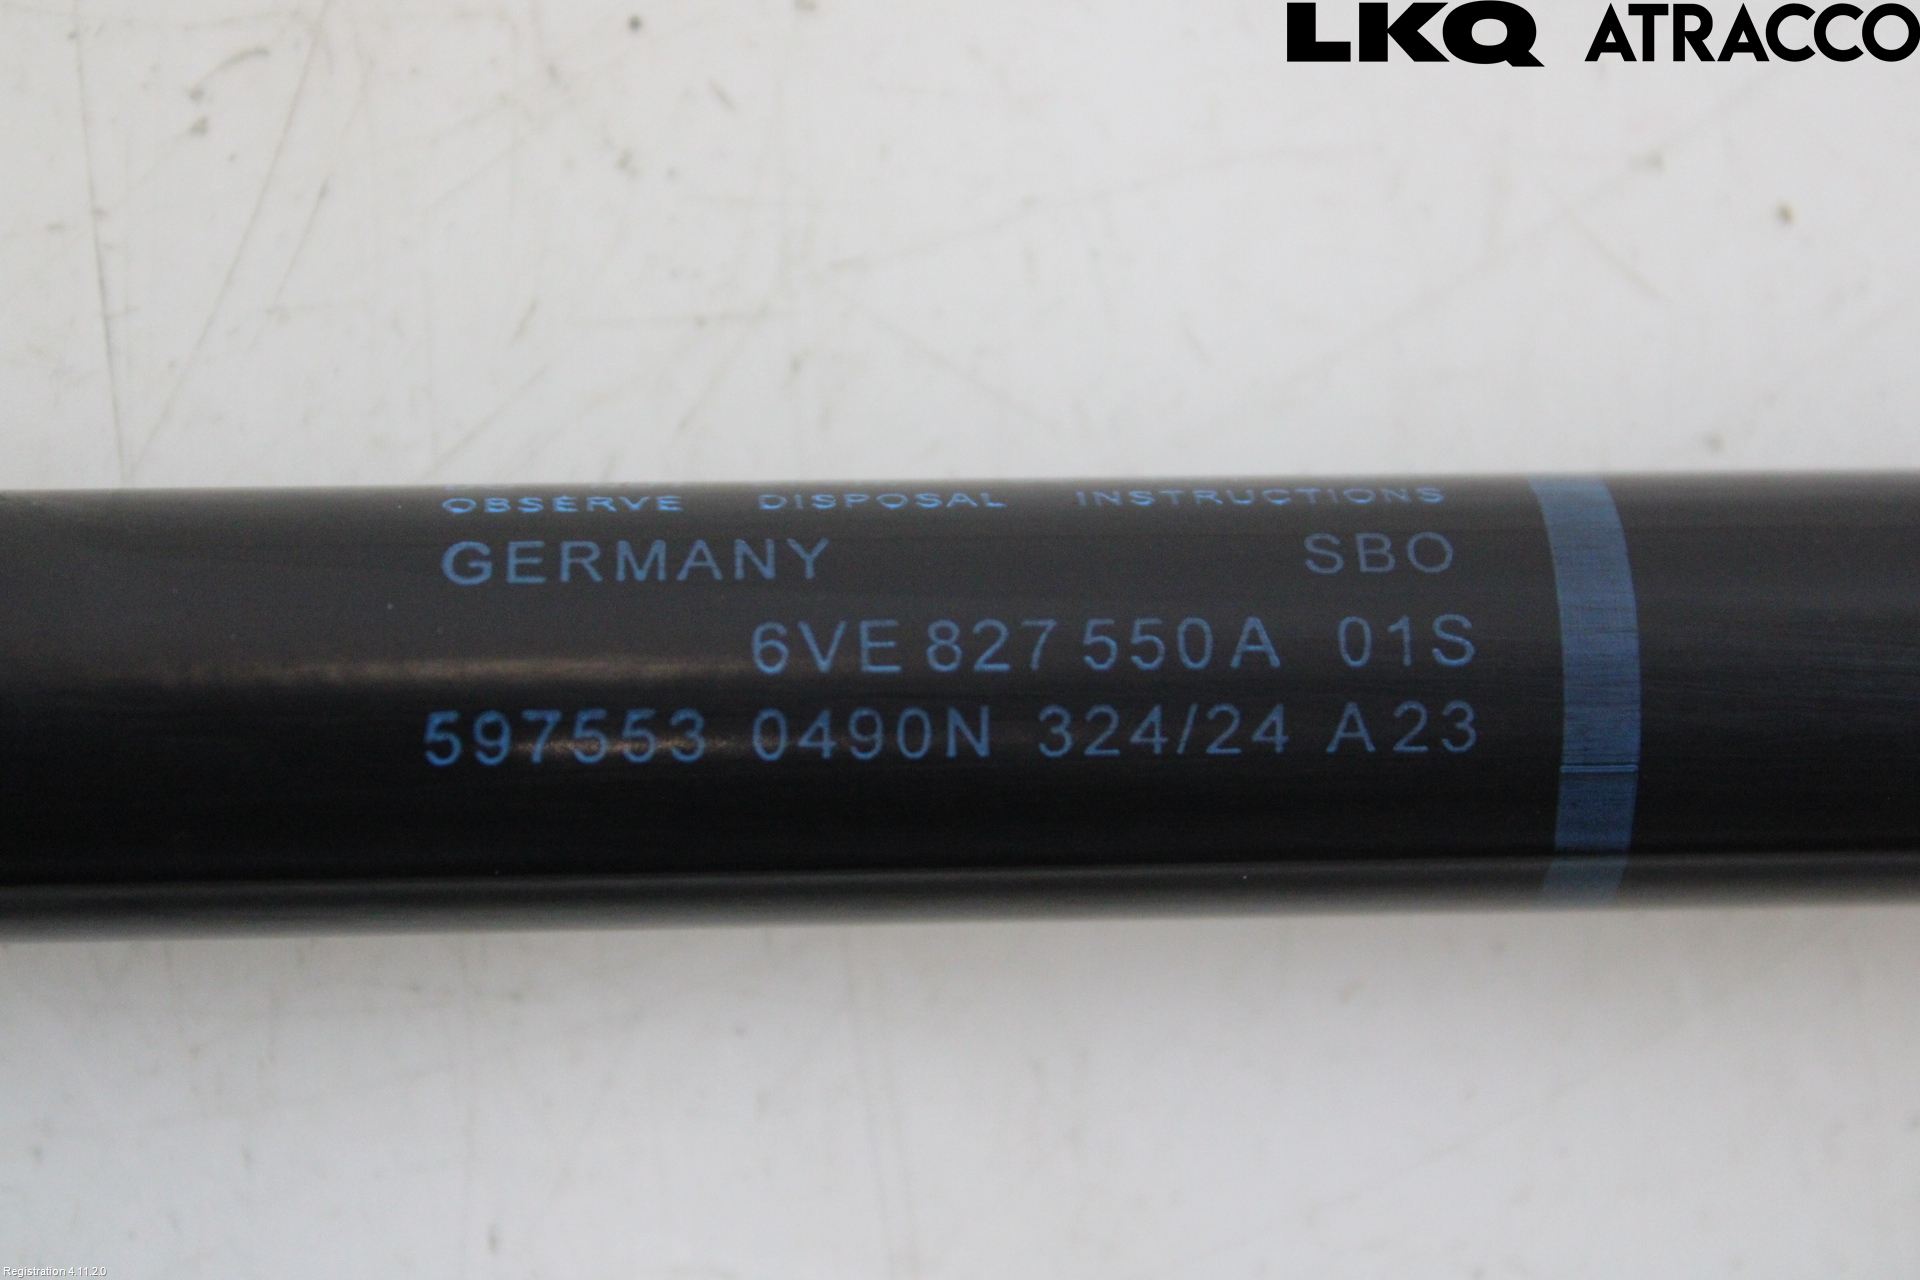 LKQ ATRACCO
OBSERVE DISPOSAL INSTRUCTIONS
GERMANY SBO
6VE 827 550 A 01S
597553 0490N 324/24 A23
Registration 4.11.2.0